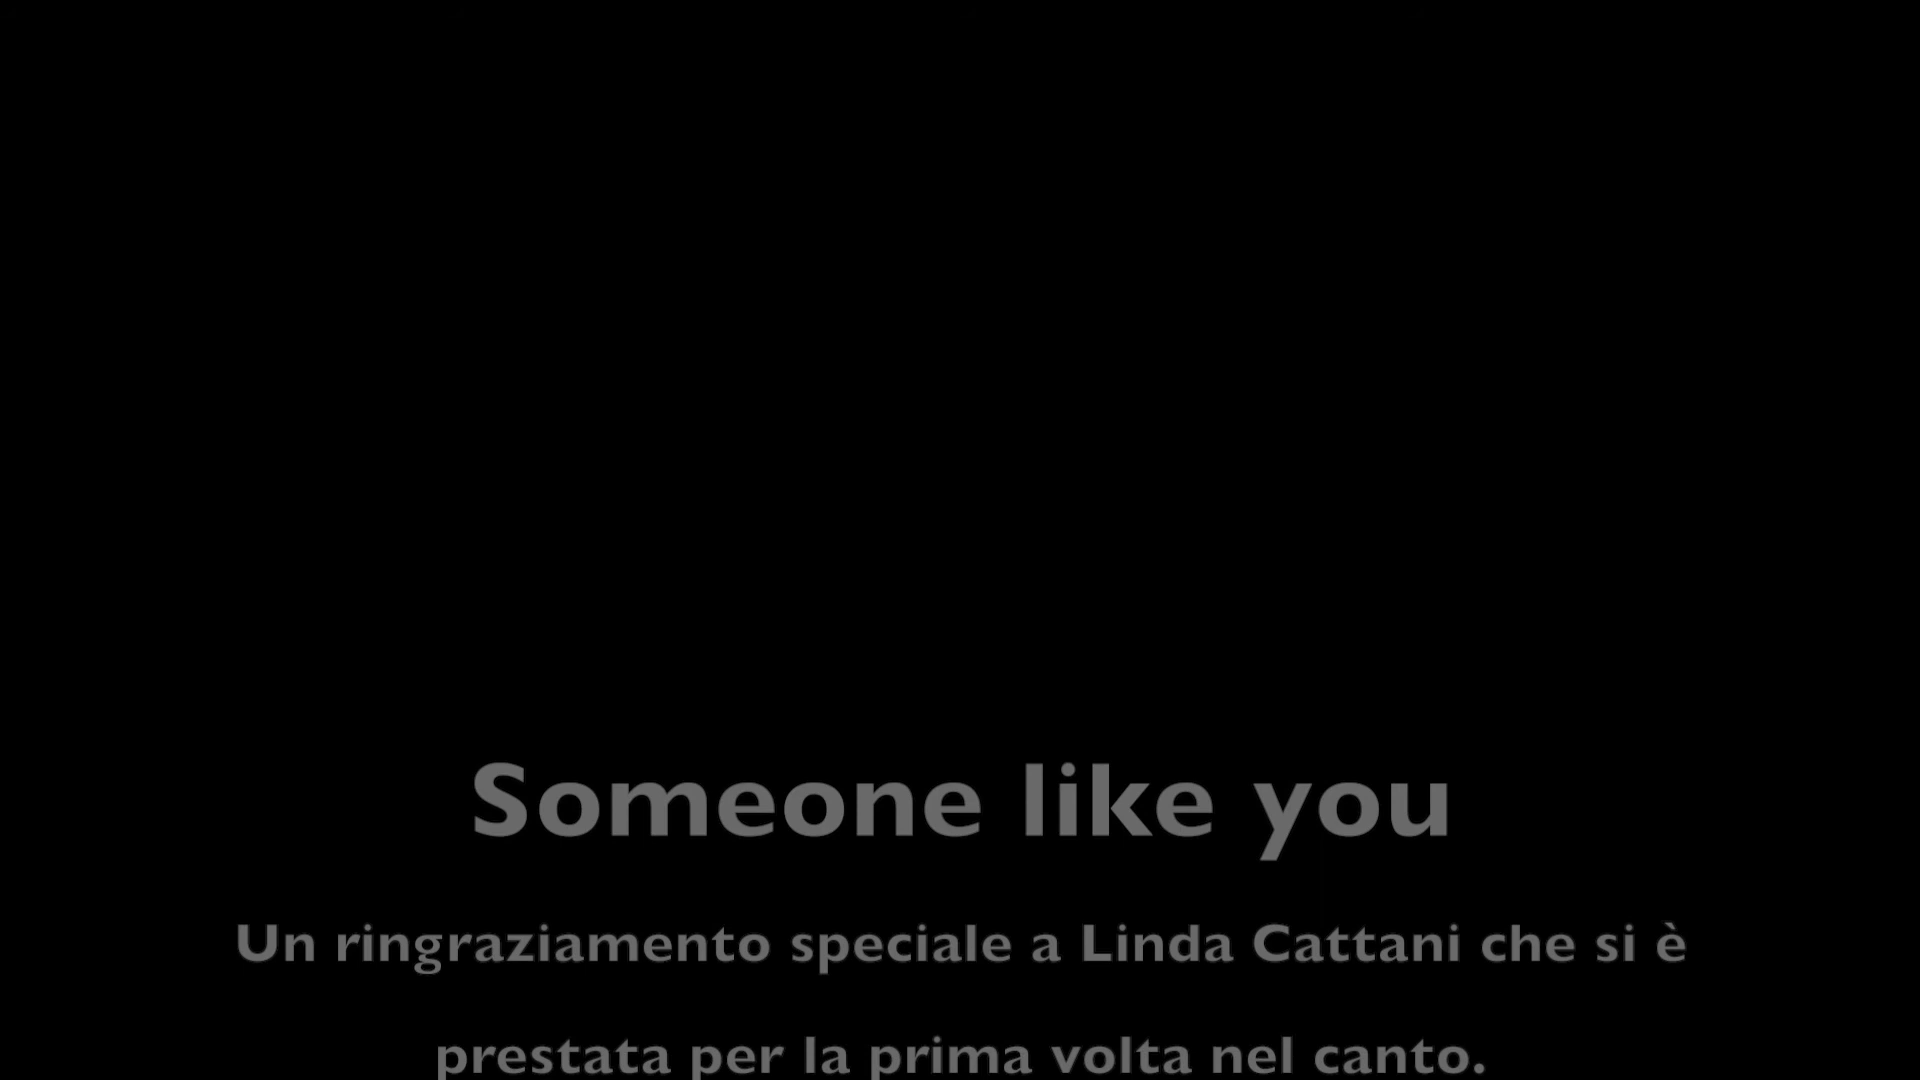 Someone like you
Un ringraziamento speciale a Linda Cattani che si è
prestata per la prima volta nel canto.